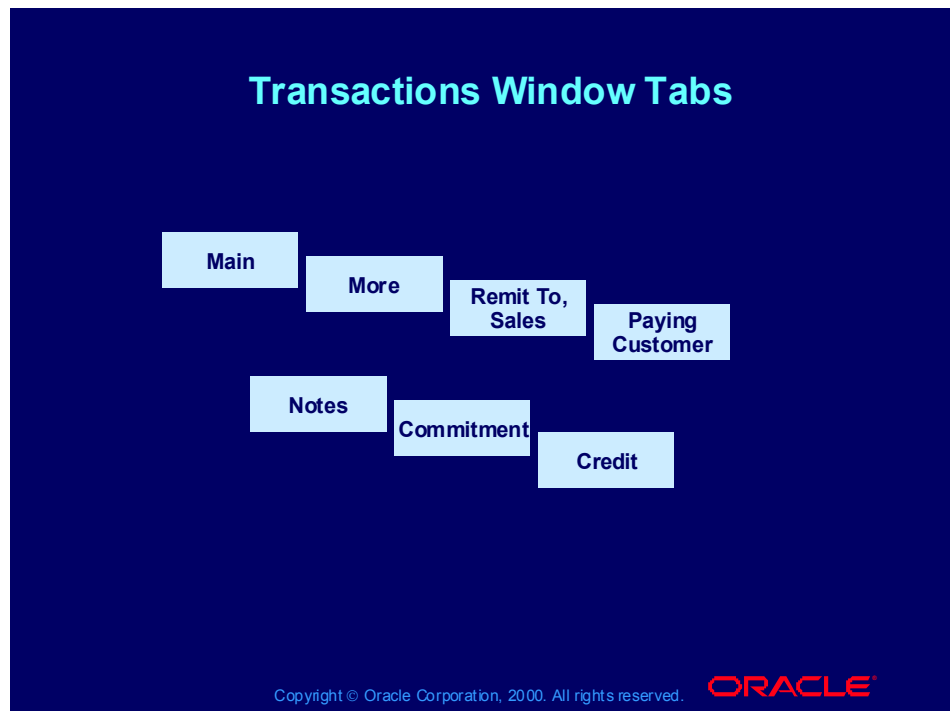 Transactions Window Tabs
Main
More
Remit To,
Sales
Paying
Customer
Notes
Commitment
Credit
Copyright © Oracle Corporation, 2000. All rights reserved.
ORACLE®